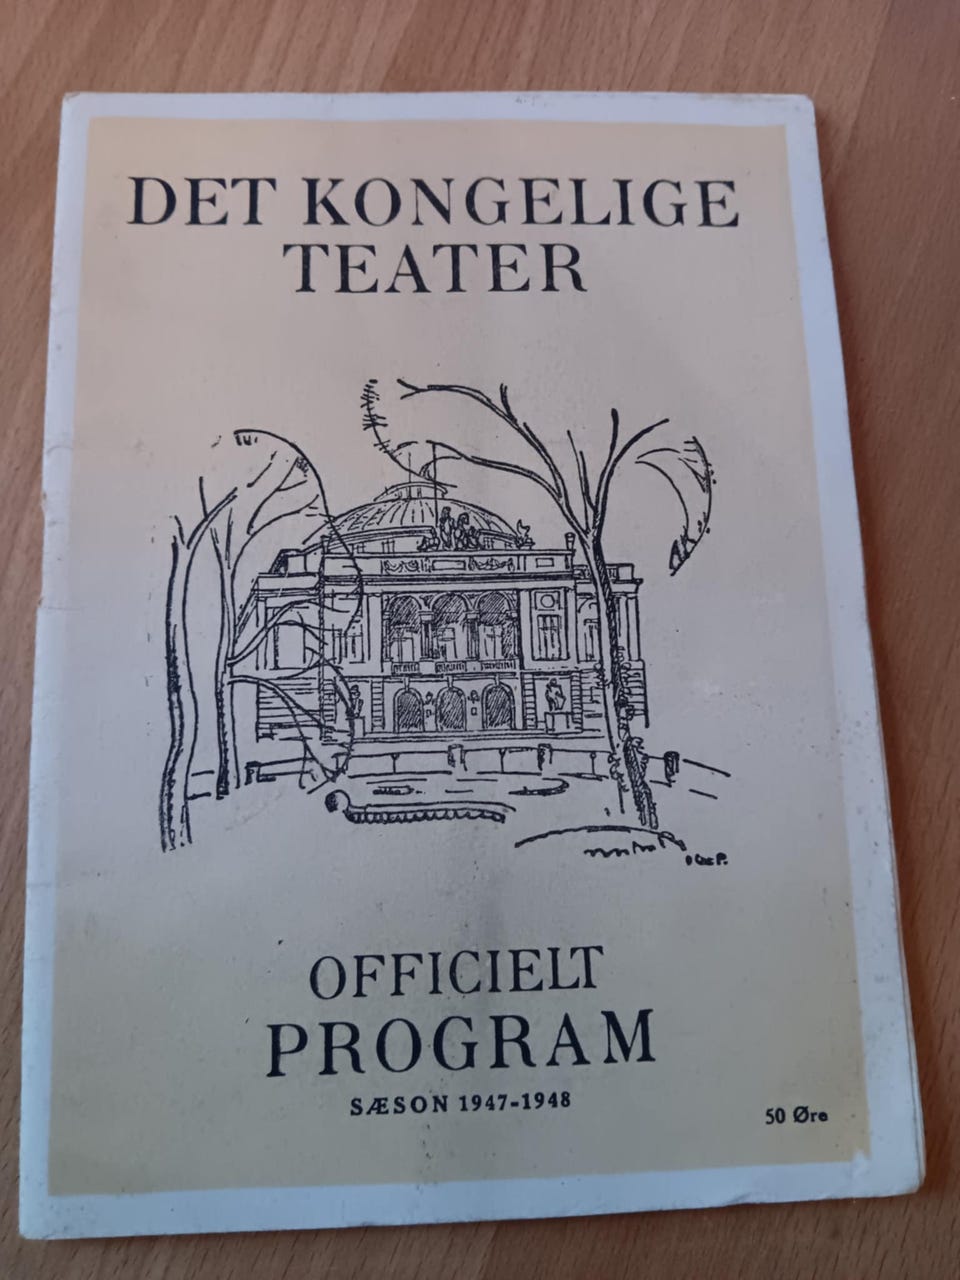 DET KONGELIGE
TEATER
OFFICIELT
PROGRAM
SÆSON 1947-1948
50 Øre